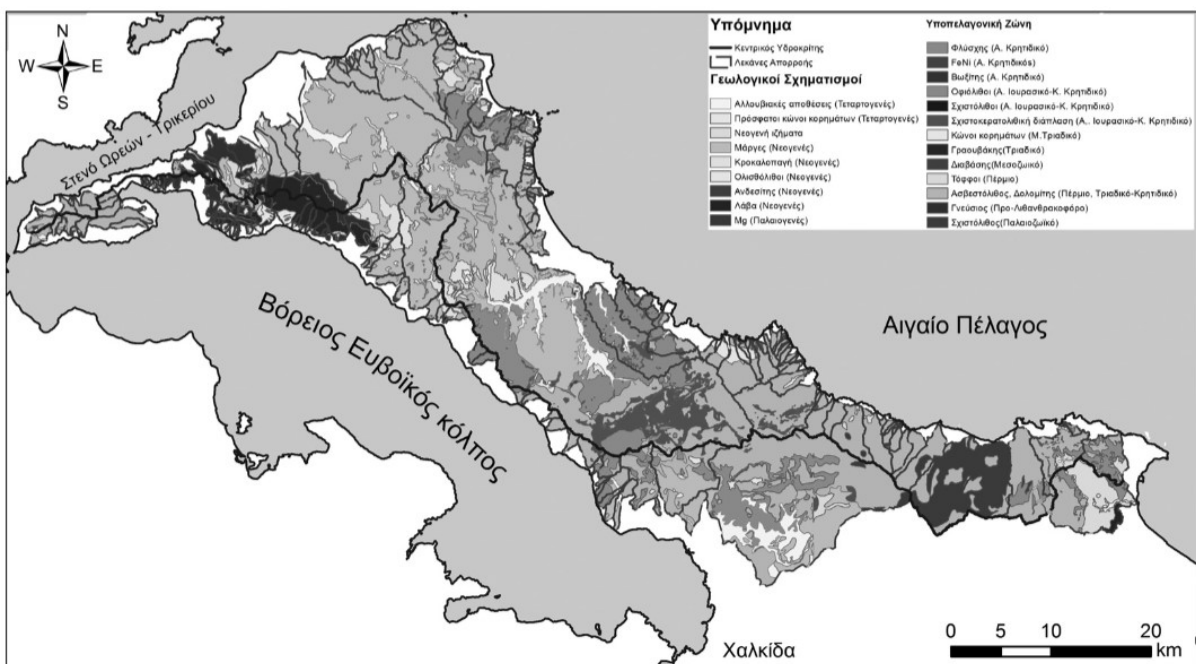 N
W E
S
Στενό Ωρεών - Τρικερίου
Βόρειος Ευβοϊκός κόλπος
Αιγαίο Πέλαγος
Χαλκίδα
Υπόμνημα
Κεντρικός Υδροκρίτης
Λεκάνες Απορροής
Γεωλογικοί Σχηματισμοί
Αλλουβιακές αποθέσεις (Τεταρτογενές)
Πρόσφατοι κώνοι κορημάτων (Τεταρτογενές)
Νεογενή ιζήματα
Μάργες (Νεογενές)
Κροκαλοπαγή (Νεογενές)
Ολισθόλιθοι (Νεογενές)
Ανδεσίτης (Νεογενές)
Λάβα (Νεογενές)
Mg (Παλαιογενές)
Υποπελαγονική Ζώνη
Φλύσχης (Α. Κρητιδικό)
FeNi (Α. Κρητιδικός)
Βωξίτης (Α. Κρητιδικό)
Οφιόλιθοι (Α. Ιουρασικό-Κ. Κρητιδικό)
Σχιστόλιθοι (Α. Ιουρασικό-Κ. Κρητιδικό)
Σχιστοκερατολιθική διάπλαση (Α.. Ιουρασικό-Κ. Κρητιδικό)
Κώνοι κορημάτων (Μ.Τριαδικό)
Γραουβάκης(Τριαδικό)
Διαβάσης(Μεσοζωικό)
Τόφφοι (Πέρμιο)
Ασβεστόλιθος, Δολομίτης (Πέρμιο, Τριαδικό-Κρητιδικό)
Γνεύσιος (Προ-Λιθανθρακοφόρο)
Σχιστόλιθος(Παλαιοζωϊκό)
0 5 10 20
km